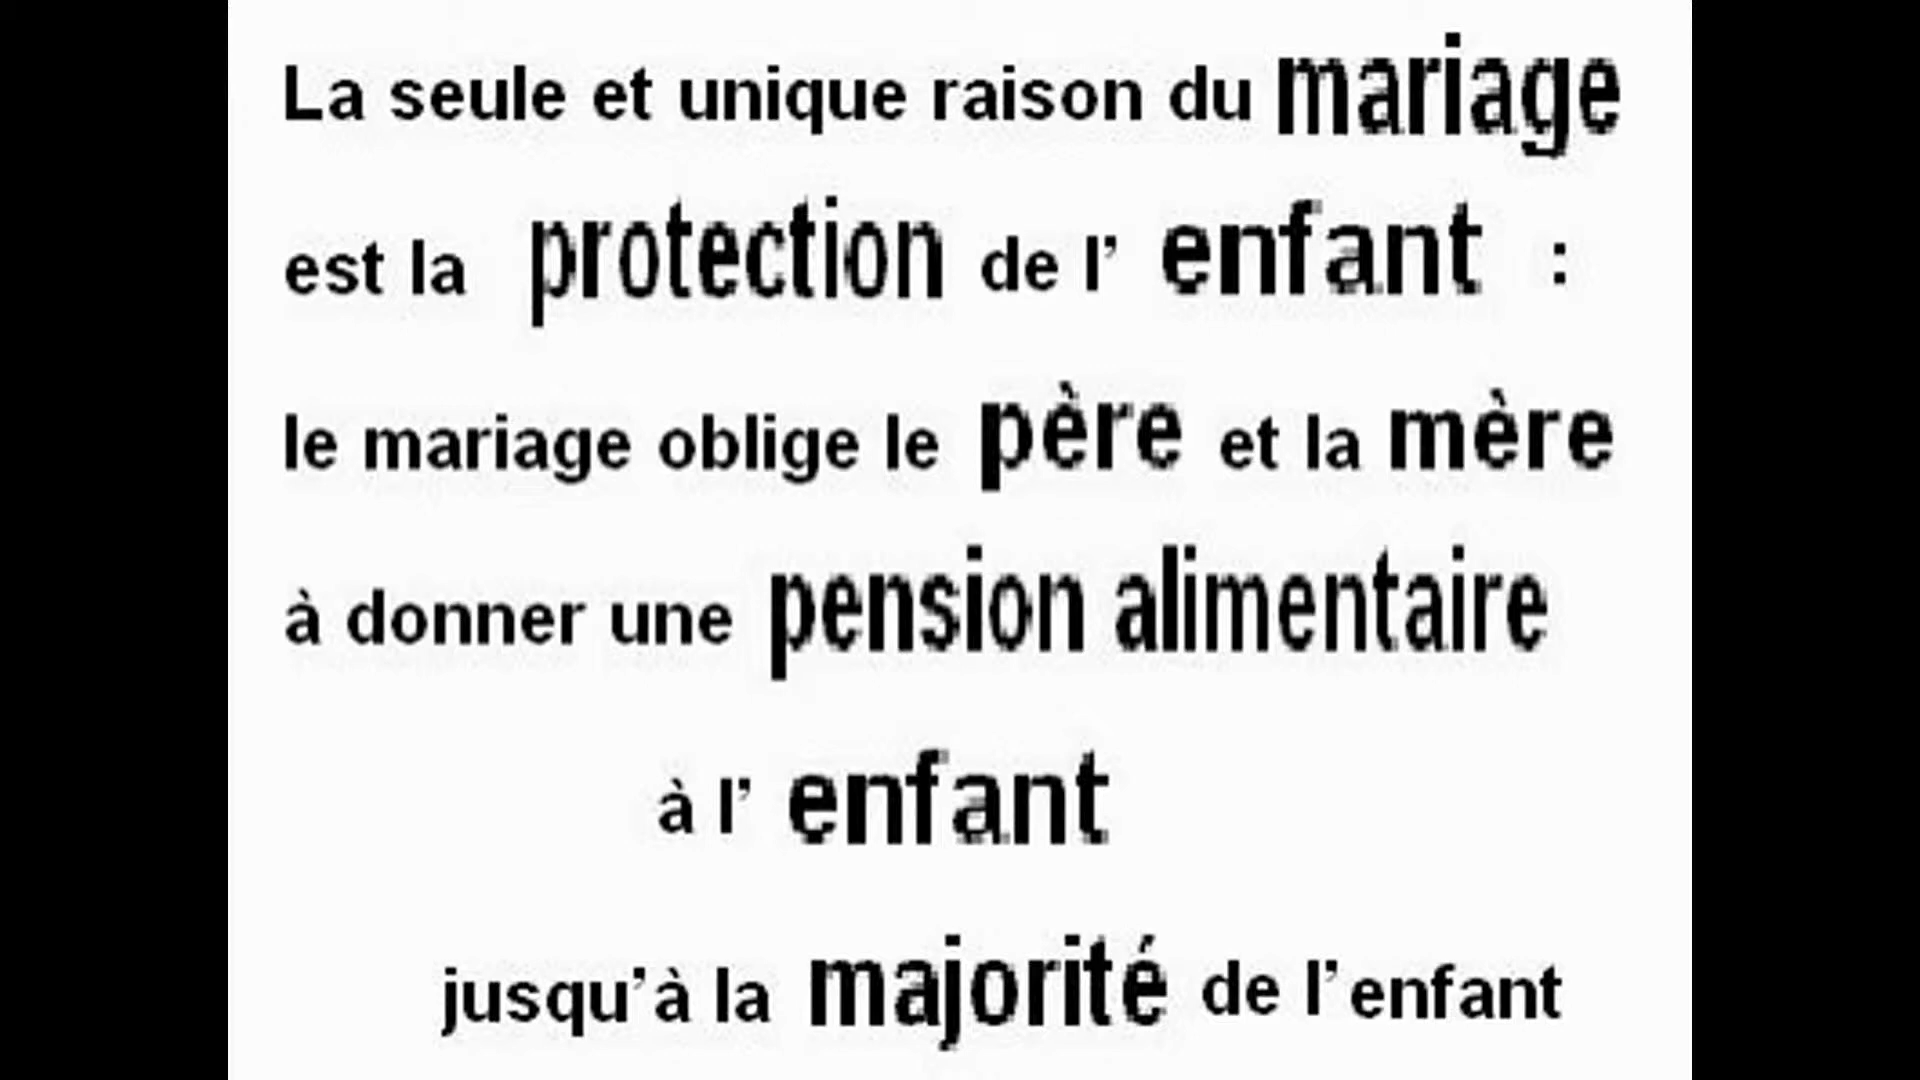 La seule et unique raison du mariage
est la protection de l’ enfant :
le mariage oblige le père et la mère
à donner une pension alimentaire
à l’ enfant
jusqu’à la majorité de l’enfant